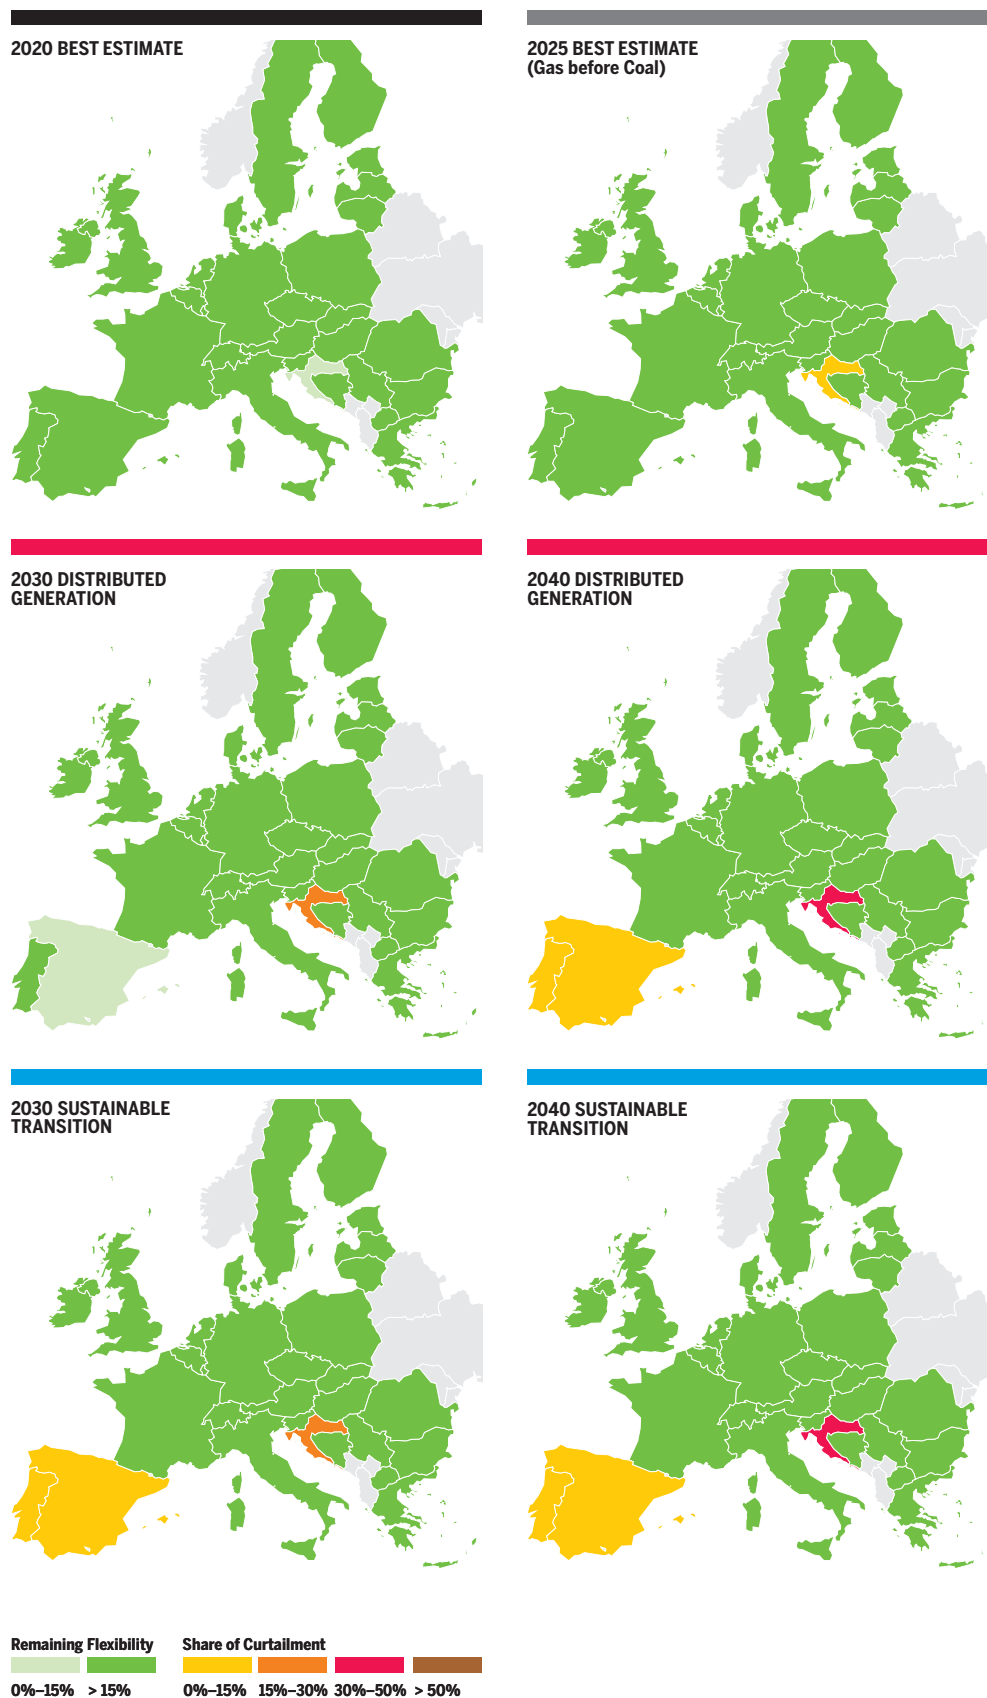 2020 BEST ESTIMATE
2025 BEST ESTIMATE
(Gas before Coal)
2030 DISTRIBUTED
GENERATION
2040 DISTRIBUTED
GENERATION
2030 SUSTAINABLE
TRANSITION
2040 SUSTAINABLE
TRANSITION
Remaining Flexibility
0%–15% > 15%
Share of Curtailment
0%–15% 15%–30% 30%–50% > 50%